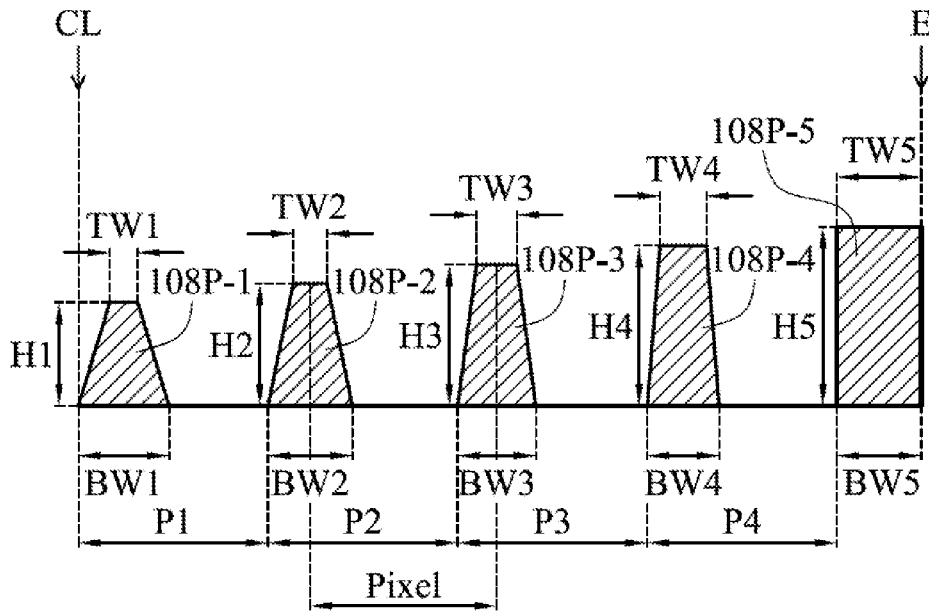 CL E
108P-5
TW5
TW4
TW3
TW2
TW1
108P-1 108P-2 108P-3 108P-4
H1 H2 H3 H4 H5
BW1 BW2 BW3 BW4 BW5
P1 P2 P3 P4
Pixel